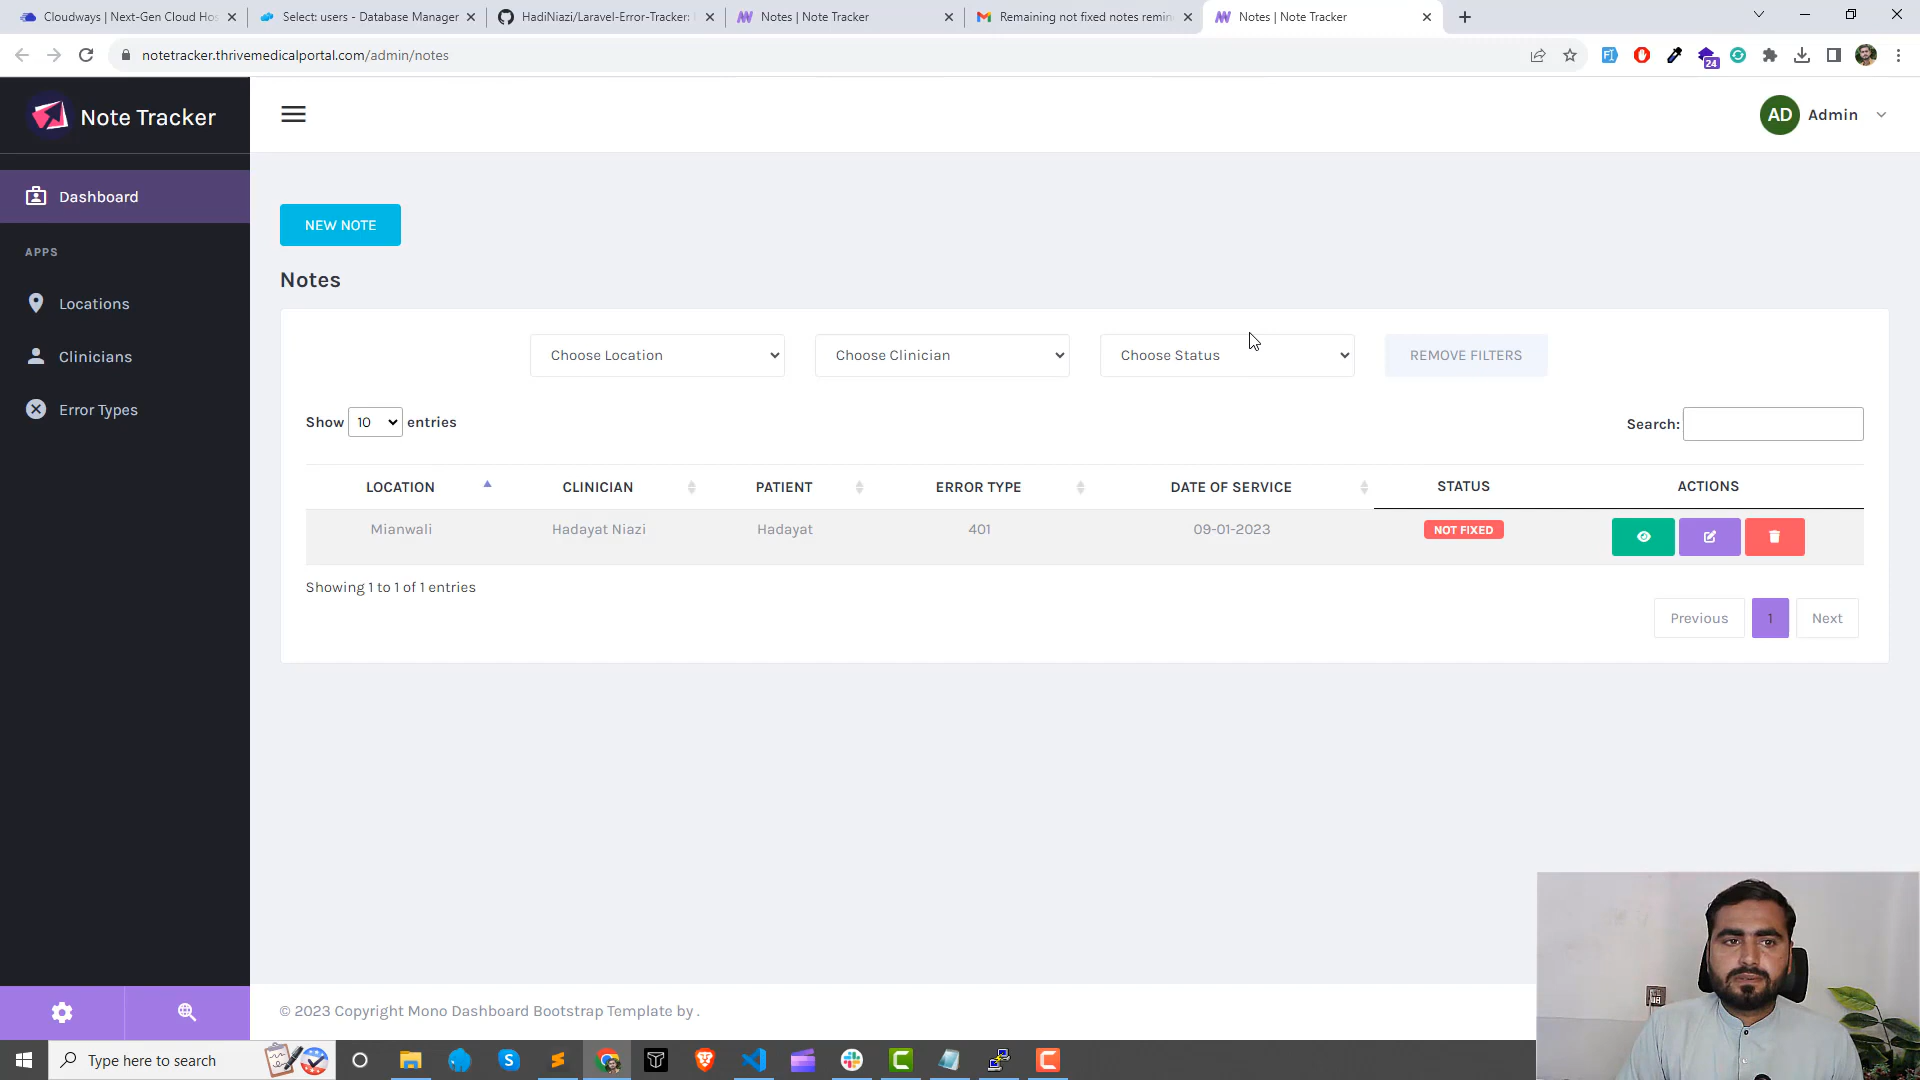 Cloudways | Next-Gen Cloud Hos
Select: users - Database Manager
HadiNiazi/Laravel-Error-Tracker:
Notes | Note Tracker
Remaining not fixed notes remin
Notes | Note Tracker
notetracker.thrivemedicalportal.com/admin/notes
24
Note Tracker
AD Admin
Dashboard
APPS
Locations
Clinicians
Error Types
NEW NOTE
Notes
Choose Location
Choose Clinician
Choose Status
REMOVE FILTERS
Show 10 entries
Search:
LOCATION CLINICIAN PATIENT ERROR TYPE DATE OF SERVICE STATUS ACTIONS
Mianwali Hadayat Niazi Hadayat 401 09-01-2023 NOT FIXED
Showing 1 to 1 of 1 entries
Previous 1 Next
© 2023 Copyright Mono Dashboard Bootstrap Template by .
Type here to search